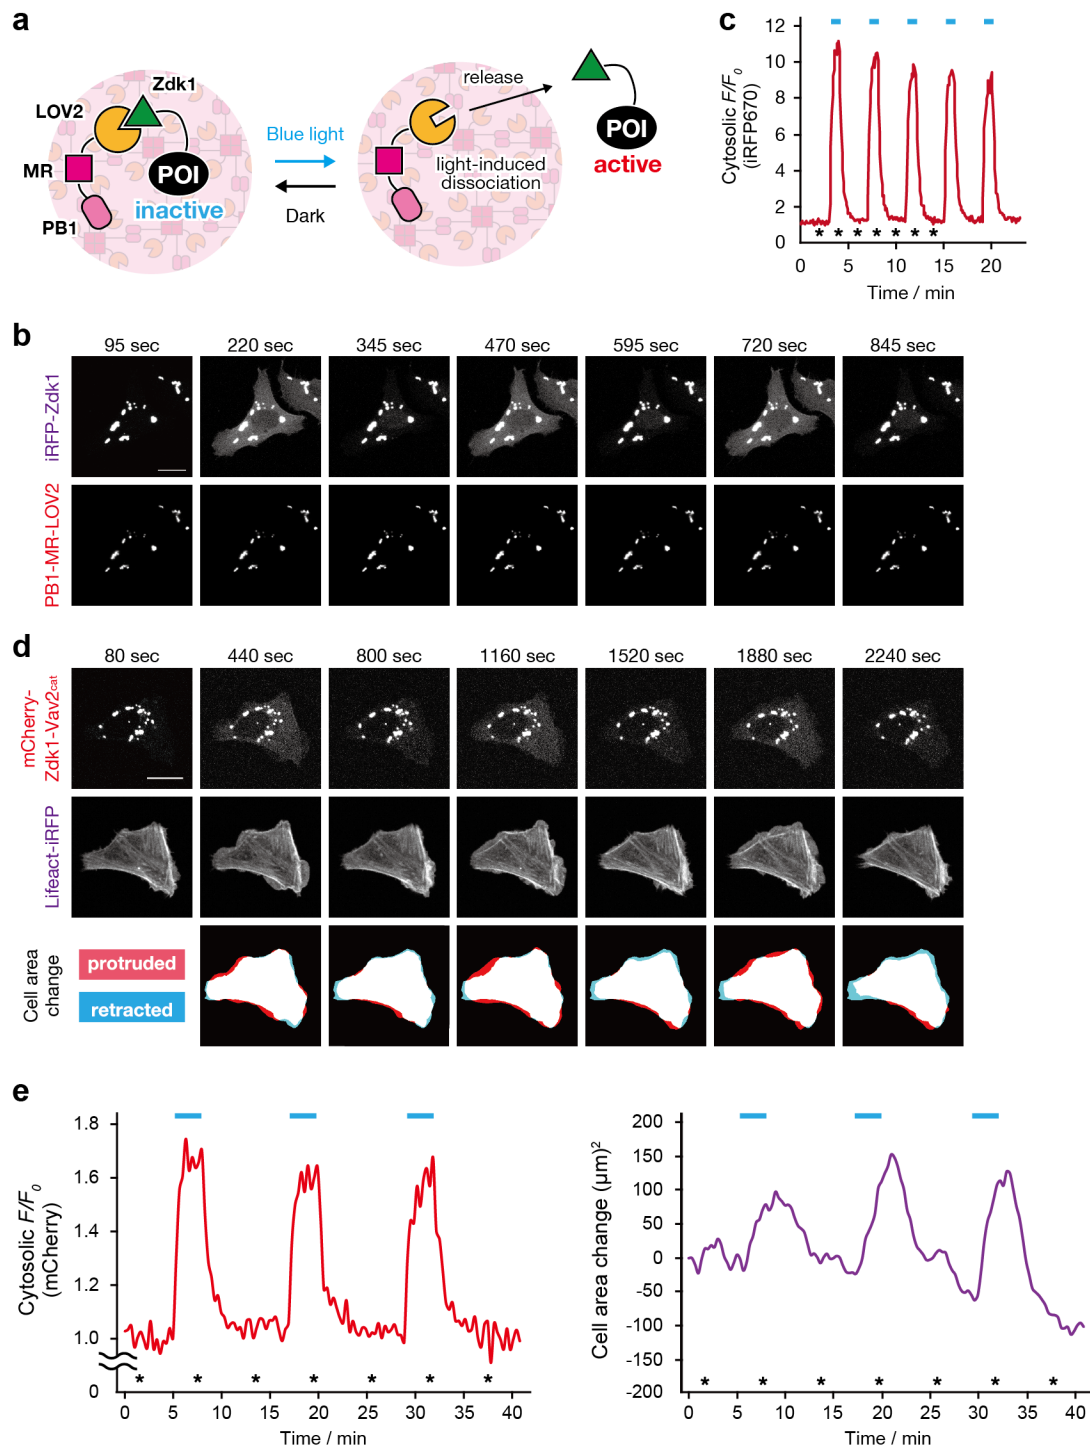 a
Zdk1
LOV2
MR
POI
inactive
PB1
Blue light
Dark
release
light-induced
dissociation
POI
active
c
Cytosolic F/F0
(iRFP670)
12
10
8
6
4
2
0
* * * * * * *
0 5 10 15 20
Time / min
b
95 sec 220 sec 345 sec 470 sec 595 sec 720 sec 845 sec
iRFP-Zdk1
PB1-MR-LOV2
d
80 sec 440 sec 800 sec 1160 sec 1520 sec 1880 sec 2240 sec
mCherry-
Zdk1-Vav2cat
Lifeact-iRFP
Cell area
change
protruded
retracted
e
Cytosolic F/F0
(mCherry)
1.8
1.6
1.4
1.2
1.0
0
* * * * * * *
0 5 10 15 20 25 30 35 40
Time / min
Cell area change (μm)2
200
150
100
50
0
-50
-100
-150
-200
* * * * * * *
0 5 10 15 20 25 30 35 40
Time / min